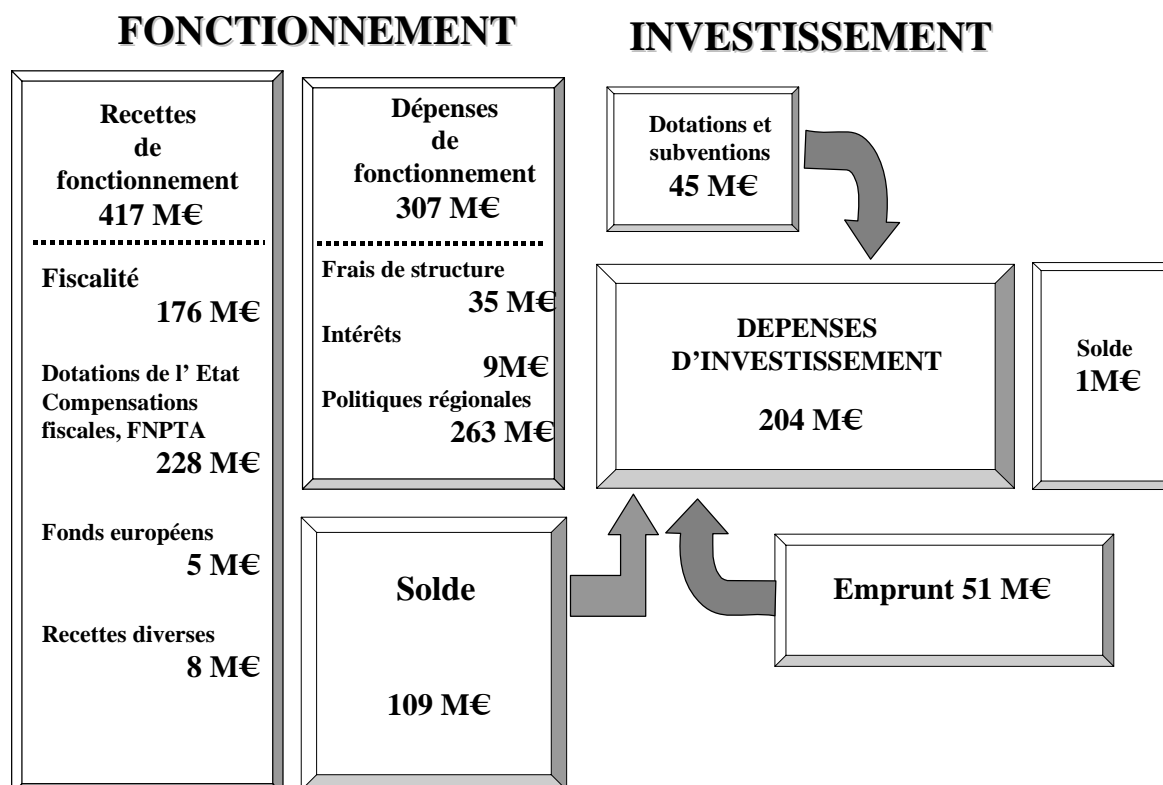 FONCTIONNEMENT
Recettes
de
fonctionnement
417 M€
Fiscalité
176 M€
Dotations de l’ Etat
Compensations
fiscales, FNPTA
228 M€
Fonds européens
5 M€
Recettes diverses
8 M€
Dépenses
de
fonctionnement
307 M€
Frais de structure
35 M€
Intérêts
9M€
Politiques régionales
263 M€
Solde
109 M€
INVESTISSEMENT
Dotations et
subventions
45 M€
DEPENSES
D’INVESTISSEMENT
204 M€
Solde
1M€
Emprunt 51 M€